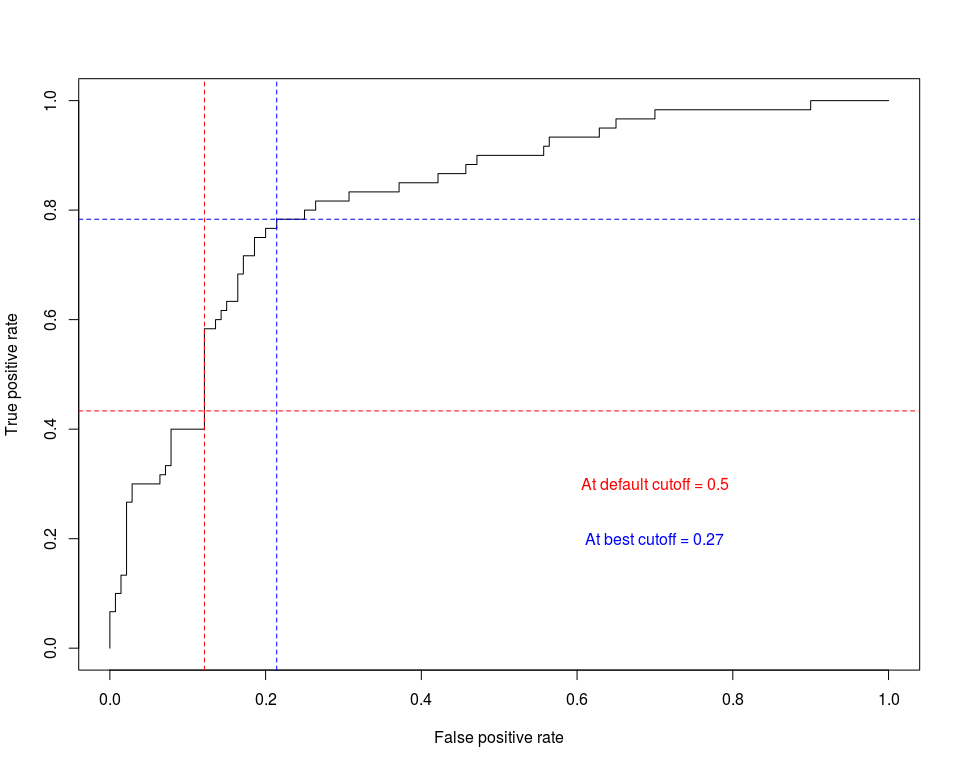 True positive rate
1.0
0.8
0.6
0.4
0.2
0.0
At default cutoff = 0.5
At best cutoff = 0.27
0.0 0.2 0.4 0.6 0.8 1.0
False positive rate